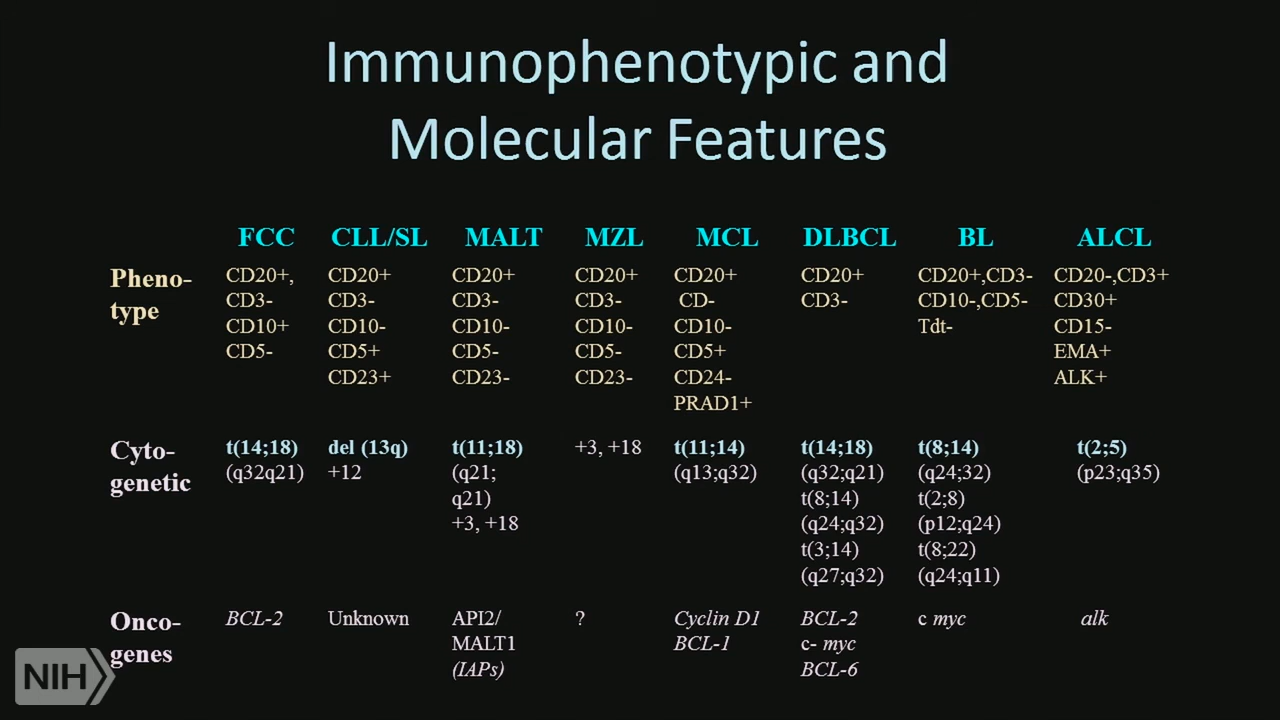 Immunophenotypic and
Molecular Features
FCC CLL/SL MALT MZL MCL DLBCL BL ALCL
Pheno-
type
CD20+,
CD3-
CD10+
CD5-
CD20+
CD3-
CD10-
CD5+
CD23+
CD20+
CD3-
CD10-
CD5-
CD23-
CD20+
CD3-
CD10-
CD5-
CD23-
CD20+
CD-
CD10-
CD5+
CD24-
PRAD1+
CD20+
CD3-
CD20+,CD3-
CD10-,CD5-
Tdt-
CD20-,CD3+
CD30+
CD15-
EMA+
ALK+
Cyto-
genetic
t(14;18)
(q32q21)
del (13q)
+12
t(11;18)
(q21;
q21)
+3, +18
+3, +18
t(11;14)
(q13;q32)
t(14;18)
(q32;q21)
t(8;14)
(q24;q32)
t(3;14)
(q27;q32)
t(8;14)
(q24;32)
t(2;8)
(p12;q24)
t(8;22)
(q24;q11)
t(2;5)
(p23;q35)
Onco-
genes
BCL-2
Unknown
API2/
MALT1
(IAPs)
?
Cyclin D1
BCL-1
BCL-2
c- myc
BCL-6
c myc
alk
NIH